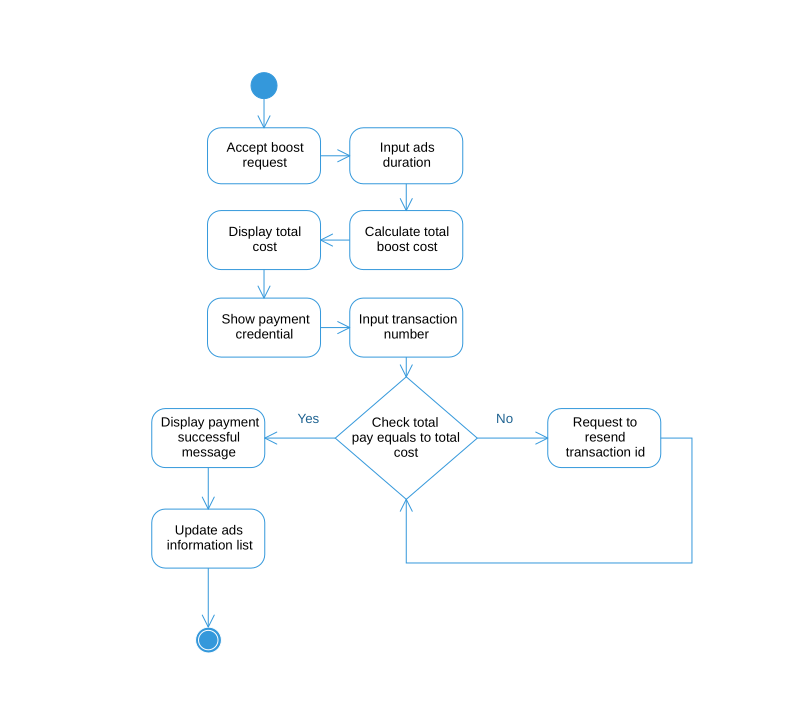 Accept boost
request
Input ads
duration
Display total
cost
Calculate total
boost cost
Show payment
credential
Input transaction
number
Display payment
successful
message
Yes
Check total
pay equals to total
cost
No
Request to
resend
transaction id
Update ads
information list